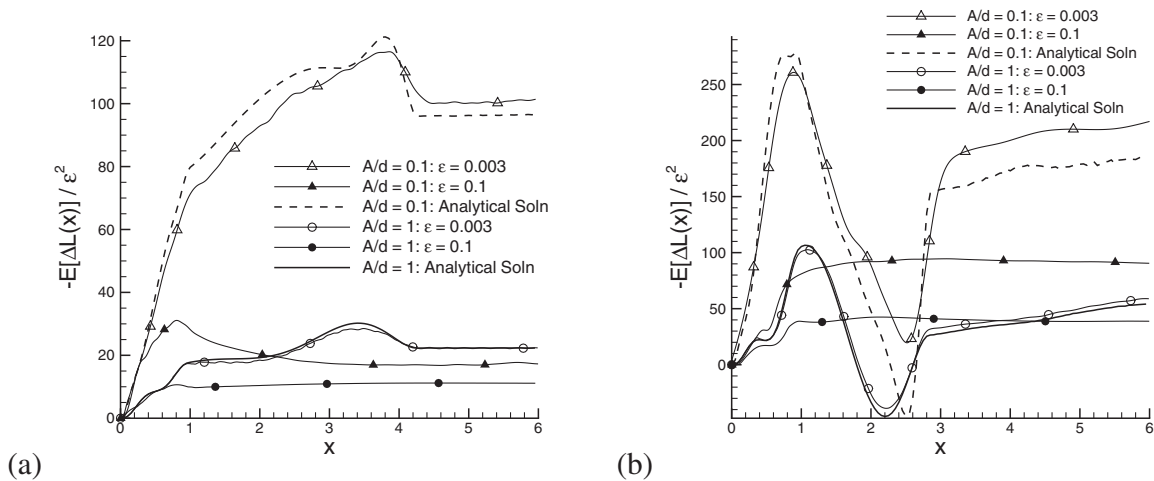 120
100
80
60
40
20
0
-E[ΔL(x)] / ε²
A/d = 0.1: ε = 0.003
A/d = 0.1: ε = 0.1
A/d = 0.1: Analytical Soln
A/d = 1: ε = 0.003
A/d = 1: ε = 0.1
A/d = 1: Analytical Soln
0 1 2 3 4 5 6
x
(a)
A/d = 0.1: ε = 0.003
A/d = 0.1: ε = 0.1
A/d = 0.1: Analytical Soln
A/d = 1: ε = 0.003
A/d = 1: ε = 0.1
A/d = 1: Analytical Soln
250
200
150
100
50
0
-E[ΔL(x)] / ε²
0 1 2 3 4 5 6
x
(b)